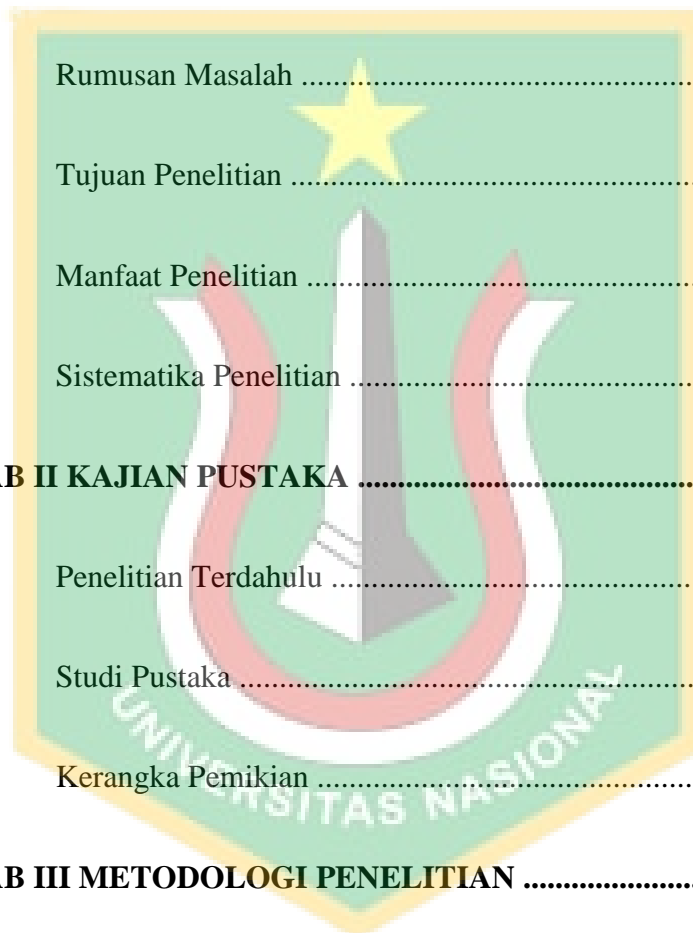 Rumusan Masalah ....................................................
Tujuan Penelitian .....................................................
Manfaat Penelitian ...................................................
Sistematika Penelitian .............................................
AB II KAJIAN PUSTAKA ...........................................
Penelitian Terdahulu ...............................................
Studi Pustaka ...........................................................
Kerangka Pemikian .................................................
AB III METODOLOGI PENELITIAN ......................
UNIVERSITAS NASIONAL